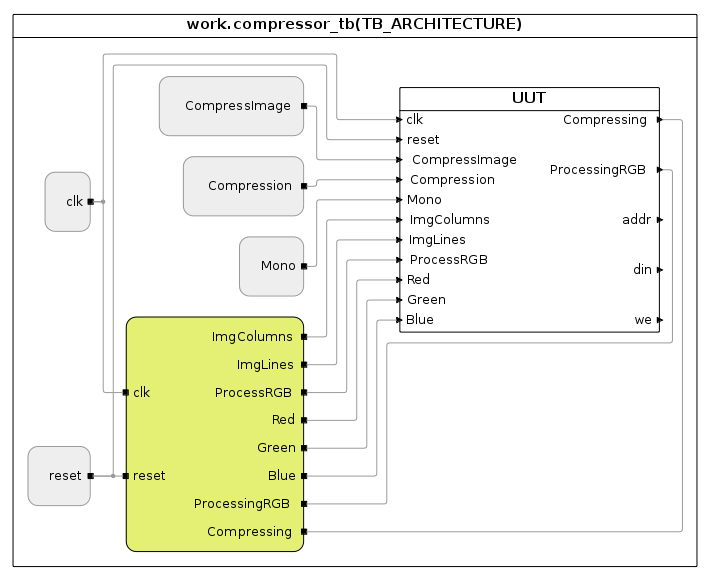 work.compressor_tb(TB_ARCHITECTURE)
CompressImage
Compression
clk
Mono
ImgColumns
ImgLines
ProcessRGB
clk
Red
Green
Blue
reset
reset
ProcessingRGB
Compressing
UUT
clk
Compressing
reset
CompressImage
ProcessingRGB
Compression
Mono
ImgColumns
addr
ImgLines
ProcessRGB
din
Red
Green
Blue
we